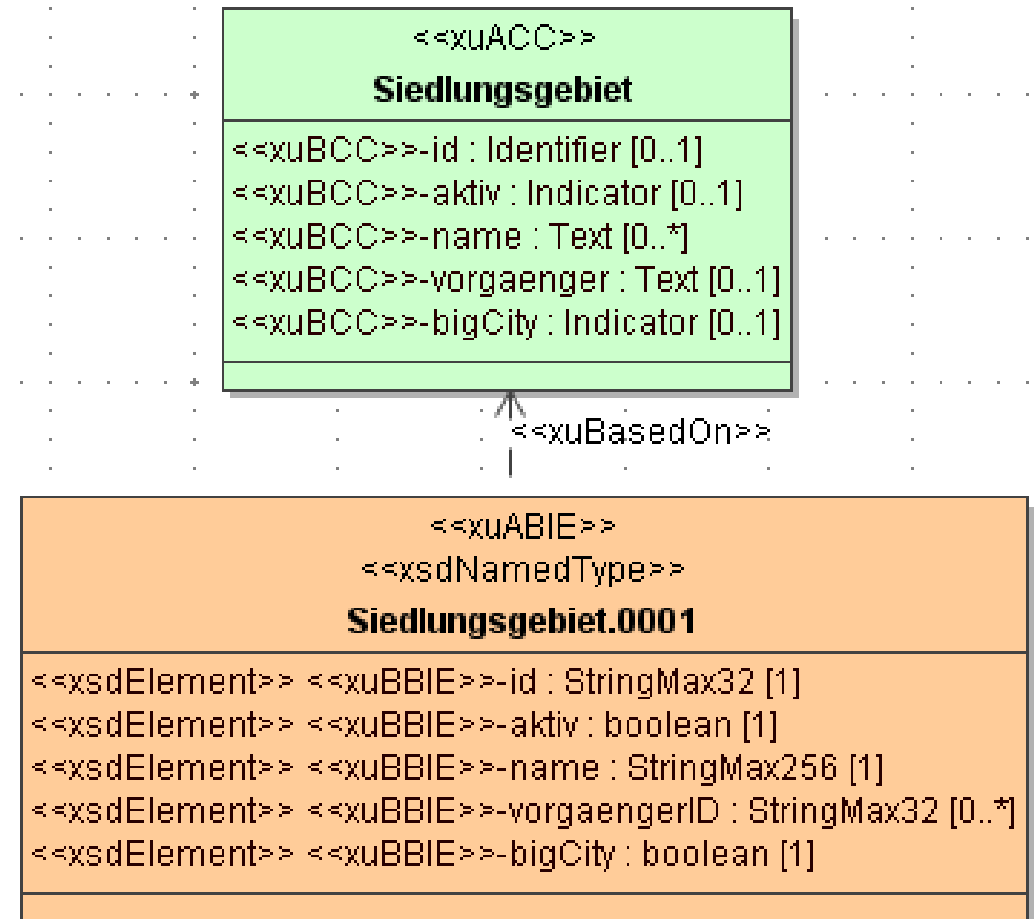 <<xuACC>>
Siedlungsgebiet
<<xuBCC>>-id : Identifier [0..1]
<<xuBCC>>-aktiv : Indicator [0..1]
<<xuBCC>>-name : Text [0..*]
<<xuBCC>>-vorgaenger : Text [0..1]
<<xuBCC>>-bigCity : Indicator [0..1]
<<xuBasedOn>>
<<xuABIE>>
<<xsdNamedType>>
Siedlungsgebiet.0001
<<xsdElement>> <<xuBBIE>>-id : StringMax32 [1]
<<xsdElement>> <<xuBBIE>>-aktiv : boolean [1]
<<xsdElement>> <<xuBBIE>>-name : StringMax256 [1]
<<xsdElement>> <<xuBBIE>>-vorgaengerID : StringMax32 [0..*]
<<xsdElement>> <<xuBBIE>>-bigCity : boolean [1]